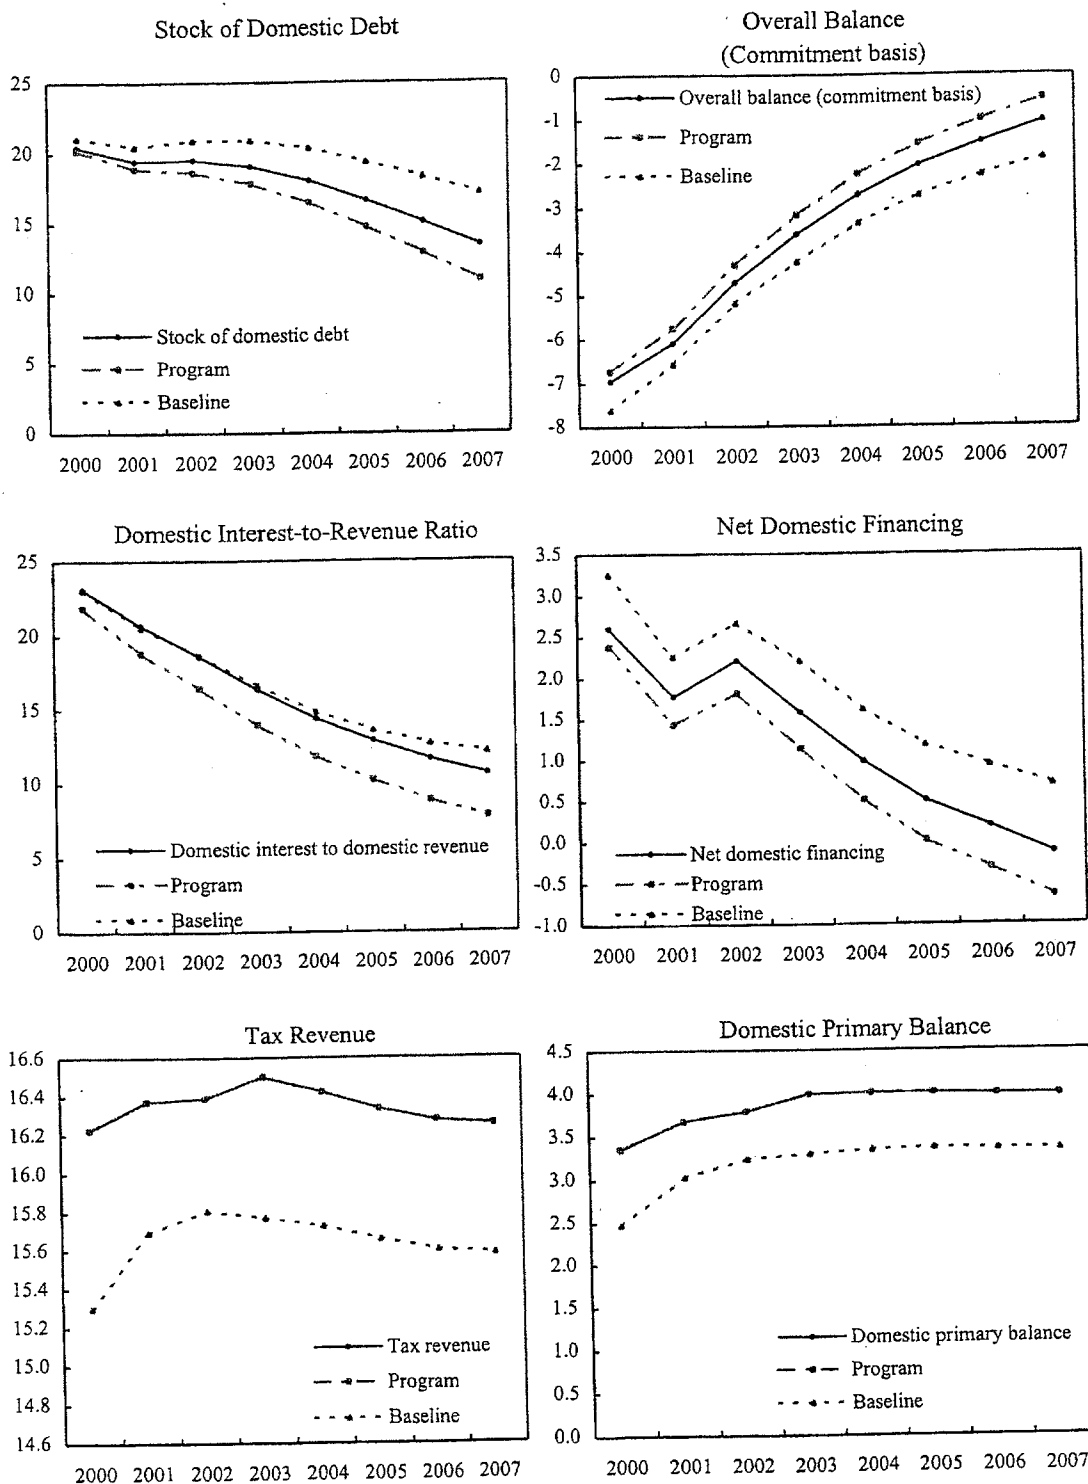 Stock of Domestic Debt
25
20
15
10
5
0
Stock of domestic debt
Program
Baseline
2000 2001 2002 2003 2004 2005 2006 2007
Overall Balance
(Commitment basis)
0
-1
-2
-3
-4
-5
-6
-7
-8
Overall balance (commitment basis)
Program
Baseline
2000 2001 2002 2003 2004 2005 2006 2007
Domestic Interest-to-Revenue Ratio
25
20
15
10
5
0
Domestic interest to domestic revenue
Program
Baseline
2000 2001 2002 2003 2004 2005 2006 2007
Net Domestic Financing
3.5
3.0
2.5
2.0
1.5
1.0
0.5
0.0
-0.5
-1.0
Net domestic financing
Program
Baseline
2000 2001 2002 2003 2004 2005 2006 2007
Tax Revenue
16.6
16.4
16.2
16.0
15.8
15.6
15.4
15.2
15.0
14.8
14.6
Tax revenue
Program
Baseline
2000 2001 2002 2003 2004 2005 2006 2007
Domestic Primary Balance
4.5
4.0
3.5
3.0
2.5
2.0
1.5
1.0
0.5
0.0
Domestic primary balance
Program
Baseline
2000 2001 2002 2003 2004 2005 2006 2007